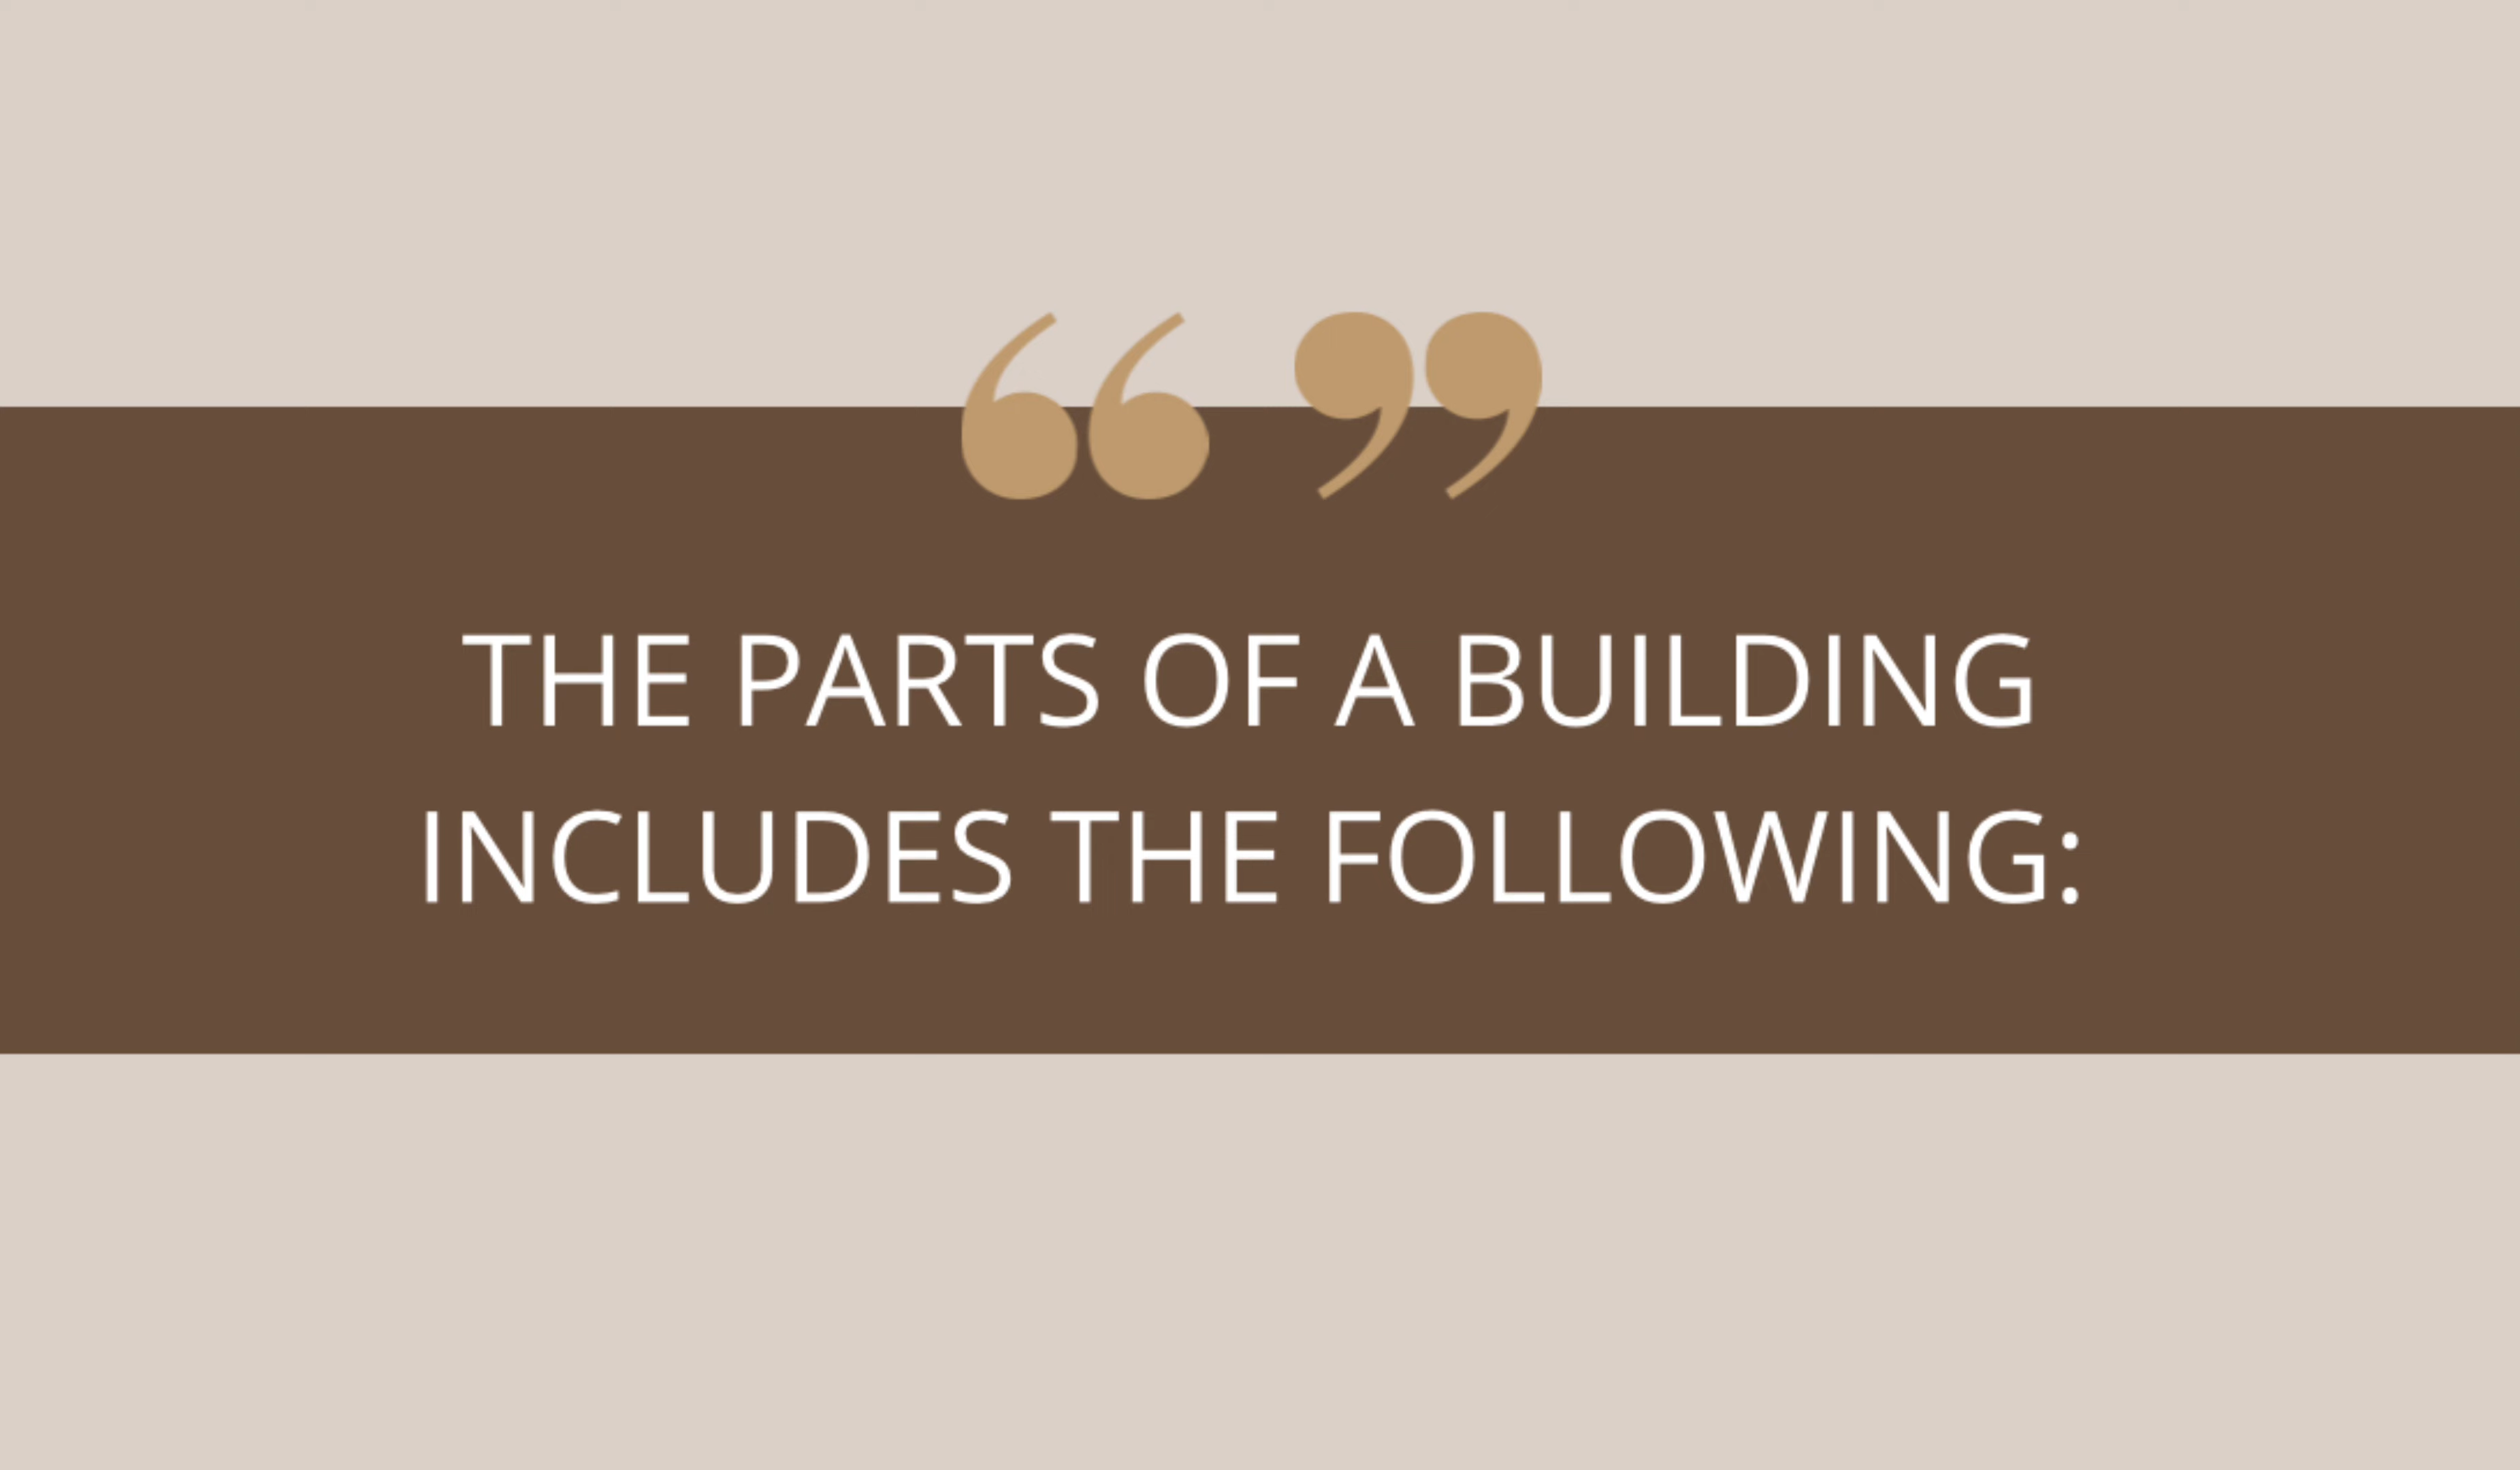 “ ”
THE PARTS OF A BUILDING
INCLUDES THE FOLLOWING: